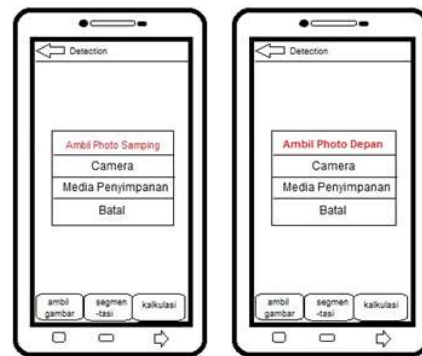 Detection
Ambil Photo Samping
Camera
Media Penyimpanan
Batal
ambil
gambar
segmen
-tasi
kalkulasi
Detection
Ambil Photo Depan
Camera
Media Penyimpanan
Batal
ambil
gambar
segmen
-tasi
kalkulasi